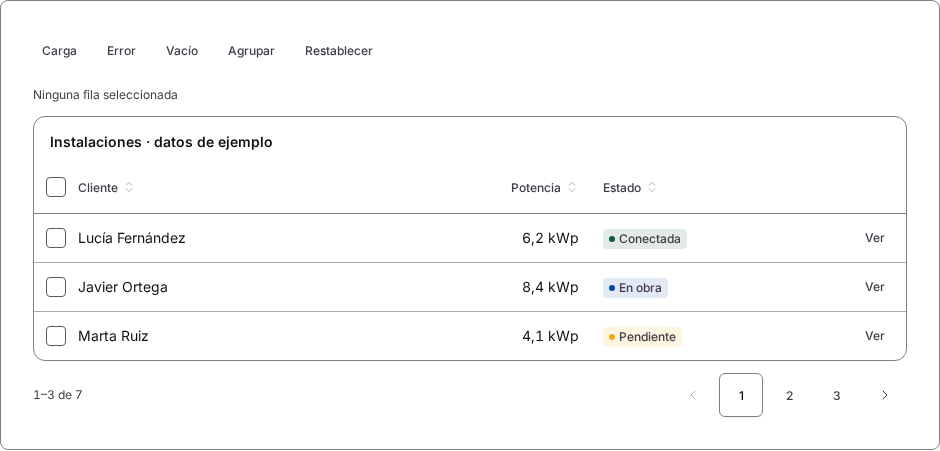 Carga Error Vacío Agrupar Restablecer
Ninguna fila seleccionada
Instalaciones · datos de ejemplo
Cliente Potencia Estado
Lucía Fernández 6,2 kWp Conectada Ver
Javier Ortega 8,4 kWp En obra Ver
Marta Ruiz 4,1 kWp Pendiente Ver
1–3 de 7 1 2 3